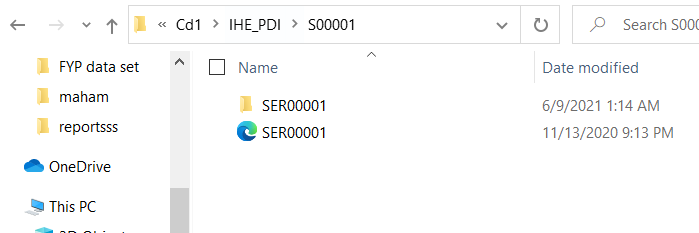 « Cd1 > IHE_PDI > S00001
Search S000
FYP data set
maham
reportsss
OneDrive
This PC
Name Date modified
SER00001 6/9/2021 1:14 AM
SER00001 11/13/2020 9:13 PM